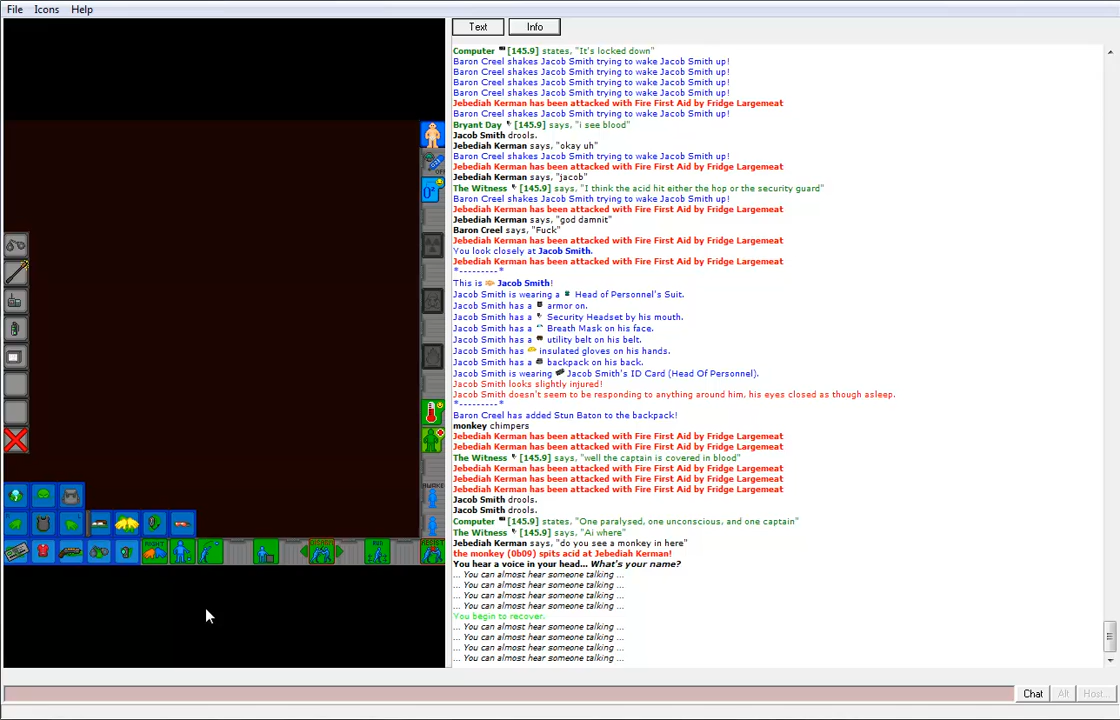 File Icons Help
Text Info
Computer [145.9] states, "It's locked down"
Baron Creel shakes Jacob Smith trying to wake Jacob Smith up!
Baron Creel shakes Jacob Smith trying to wake Jacob Smith up!
Baron Creel shakes Jacob Smith trying to wake Jacob Smith up!
Baron Creel shakes Jacob Smith trying to wake Jacob Smith up!
Jebediah Kerman has been attacked with Fire First Aid by Fridge Largemeat
Baron Creel shakes Jacob Smith trying to wake Jacob Smith up!
Bryant Day [145.9] says, "i see blood"
Jacob Smith drools.
Jebediah Kerman says, "okay uh"
Baron Creel shakes Jacob Smith trying to wake Jacob Smith up!
Jebediah Kerman has been attacked with Fire First Aid by Fridge Largemeat
Jebediah Kerman says, "jacob"
The Witness [145.9] says, "I think the acid hit either the hop or the security guard"
Baron Creel shakes Jacob Smith trying to wake Jacob Smith up!
Jebediah Kerman has been attacked with Fire First Aid by Fridge Largemeat
Jebediah Kerman says, "god damnit"
Baron Creel says, "Fuck"
Jebediah Kerman has been attacked with Fire First Aid by Fridge Largemeat
You look closely at Jacob Smith.
Jebediah Kerman has been attacked with Fire First Aid by Fridge Largemeat
*---------*
This is Jacob Smith!
Jacob Smith is wearing a Head of Personnel's Suit.
Jacob Smith has a armor on.
Jacob Smith has a Security Headset by his mouth.
Jacob Smith has a Breath Mask on his face.
Jacob Smith has a utility belt on his belt.
Jacob Smith has insulated gloves on his hands.
Jacob Smith has a backpack on his back.
Jacob Smith is wearing Jacob Smith's ID Card (Head Of Personnel).
Jacob Smith looks slightly injured!
Jacob Smith doesn't seem to be responding to anything around him, his eyes closed as though asleep.
*---------*
Baron Creel has added Stun Baton to the backpack!
monkey chimpers
Jebediah Kerman has been attacked with Fire First Aid by Fridge Largemeat
Jebediah Kerman has been attacked with Fire First Aid by Fridge Largemeat
The Witness [145.9] says, "well the captain is covered in blood"
Jebediah Kerman has been attacked with Fire First Aid by Fridge Largemeat
Jebediah Kerman has been attacked with Fire First Aid by Fridge Largemeat
Jebediah Kerman has been attacked with Fire First Aid by Fridge Largemeat
Jacob Smith drools.
Jacob Smith drools.
Computer [145.9] states, "One paralysed, one unconscious, and one captain"
The Witness [145.9] says, "Ai where"
Jebediah Kerman says, "do you see a monkey in here"
the monkey (0b09) spits acid at Jebediah Kerman!
You hear a voice in your head... What's your name?
... You can almost hear someone talking ...
... You can almost hear someone talking ...
... You can almost hear someone talking ...
... You can almost hear someone talking ...
You begin to recover.
... You can almost hear someone talking ...
... You can almost hear someone talking ...
... You can almost hear someone talking ...
... You can almost hear someone talking ...
OFF
0°
AWAKE
RIGHT
DISARM
RUN
RESIST
Chat Alt Host...